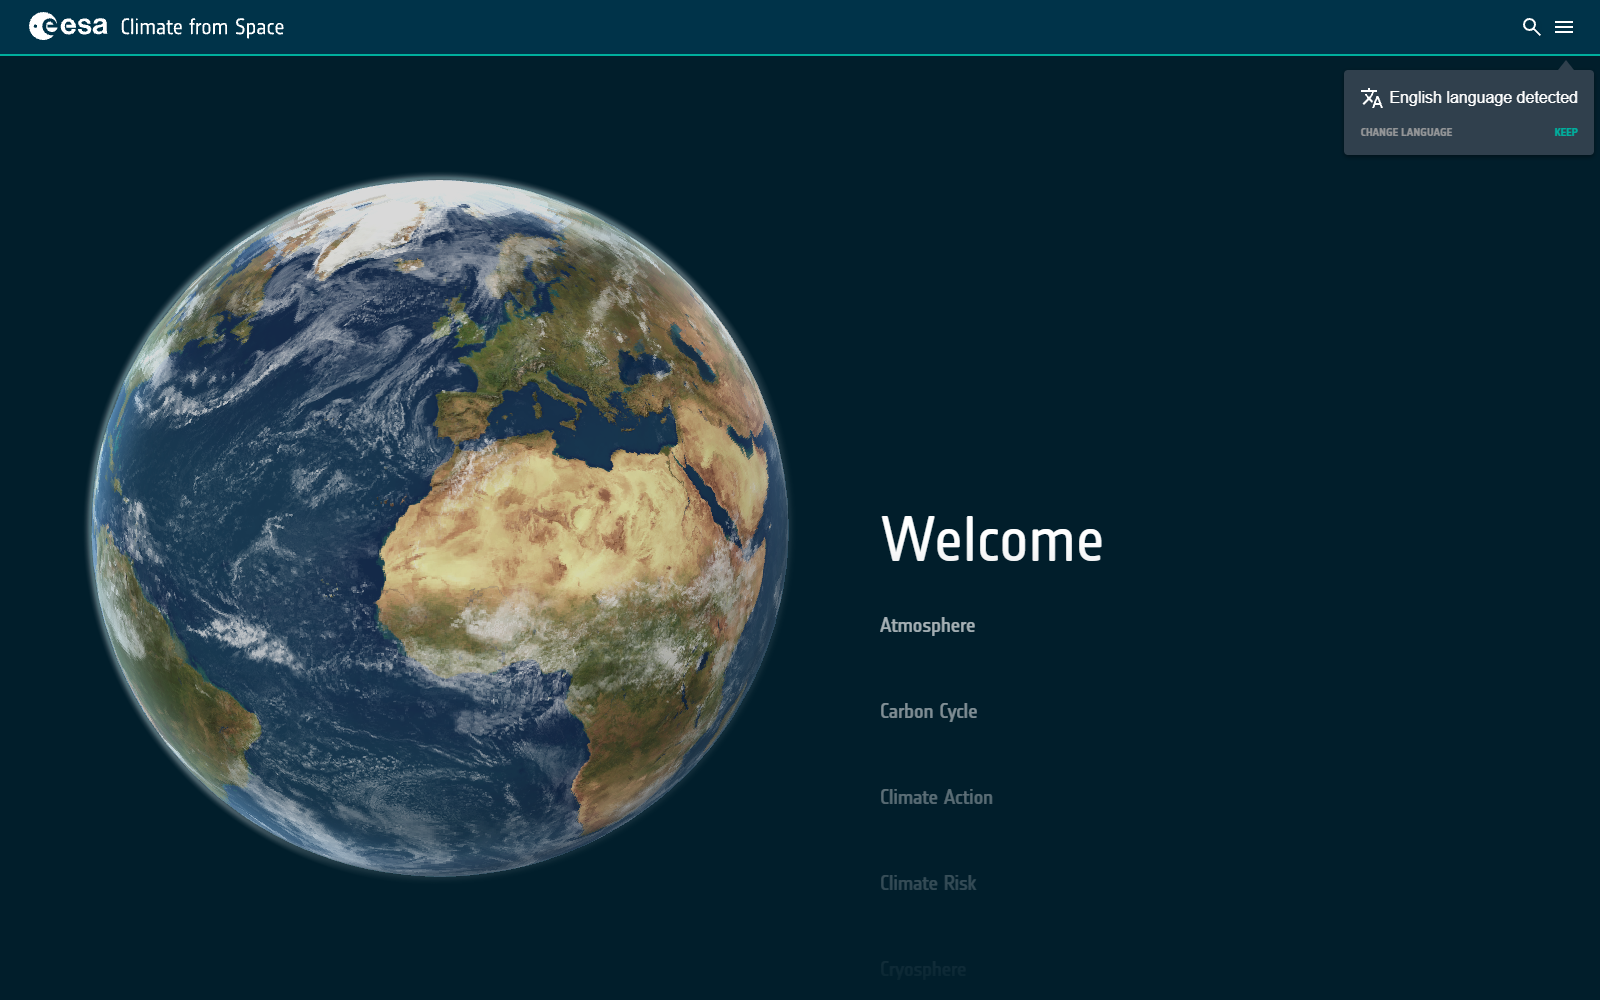 esa Climate from Space
English language detected
CHANGE LANGUAGE KEEP
Welcome
Atmosphere
Carbon Cycle
Climate Action
Climate Risk
Cryosphere